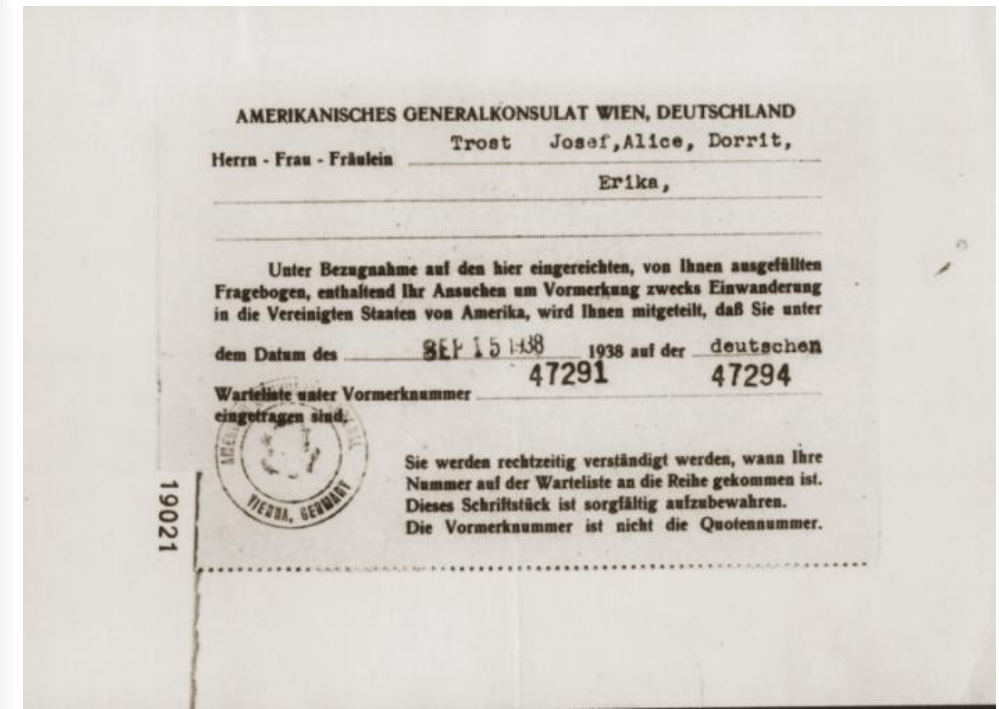 AMERIKANISCHES GENERALKONSULAT WIEN, DEUTSCHLAND
Herrn - Frau - Fräulein Trost Josef,Alice, Dorrit,
Erika,
Unter Bezugnahme auf den hier eingereichten, von Ihnen ausgefüllten
Fragebogen, enthaltend Ihr Ansuchen um Vormerkung zwecks Einwanderung
in die Vereinigten Staaten von Amerika, wird Ihnen mitgeteilt, daß Sie unter
dem Datum des SEP 15 1938 1938 auf der deutschen
47291 47294
Warteliste unter Vormerknummer
eingetragen sind.
Sie werden rechtzeitig verständigt werden, wann Ihre
Nummer auf der Warteliste an die Reihe gekommen ist.
Dieses Schriftstück ist sorgfältig aufzubewahren.
Die Vormerknummer ist nicht die Quotennummer.
VIENNA, GERMANY
19021